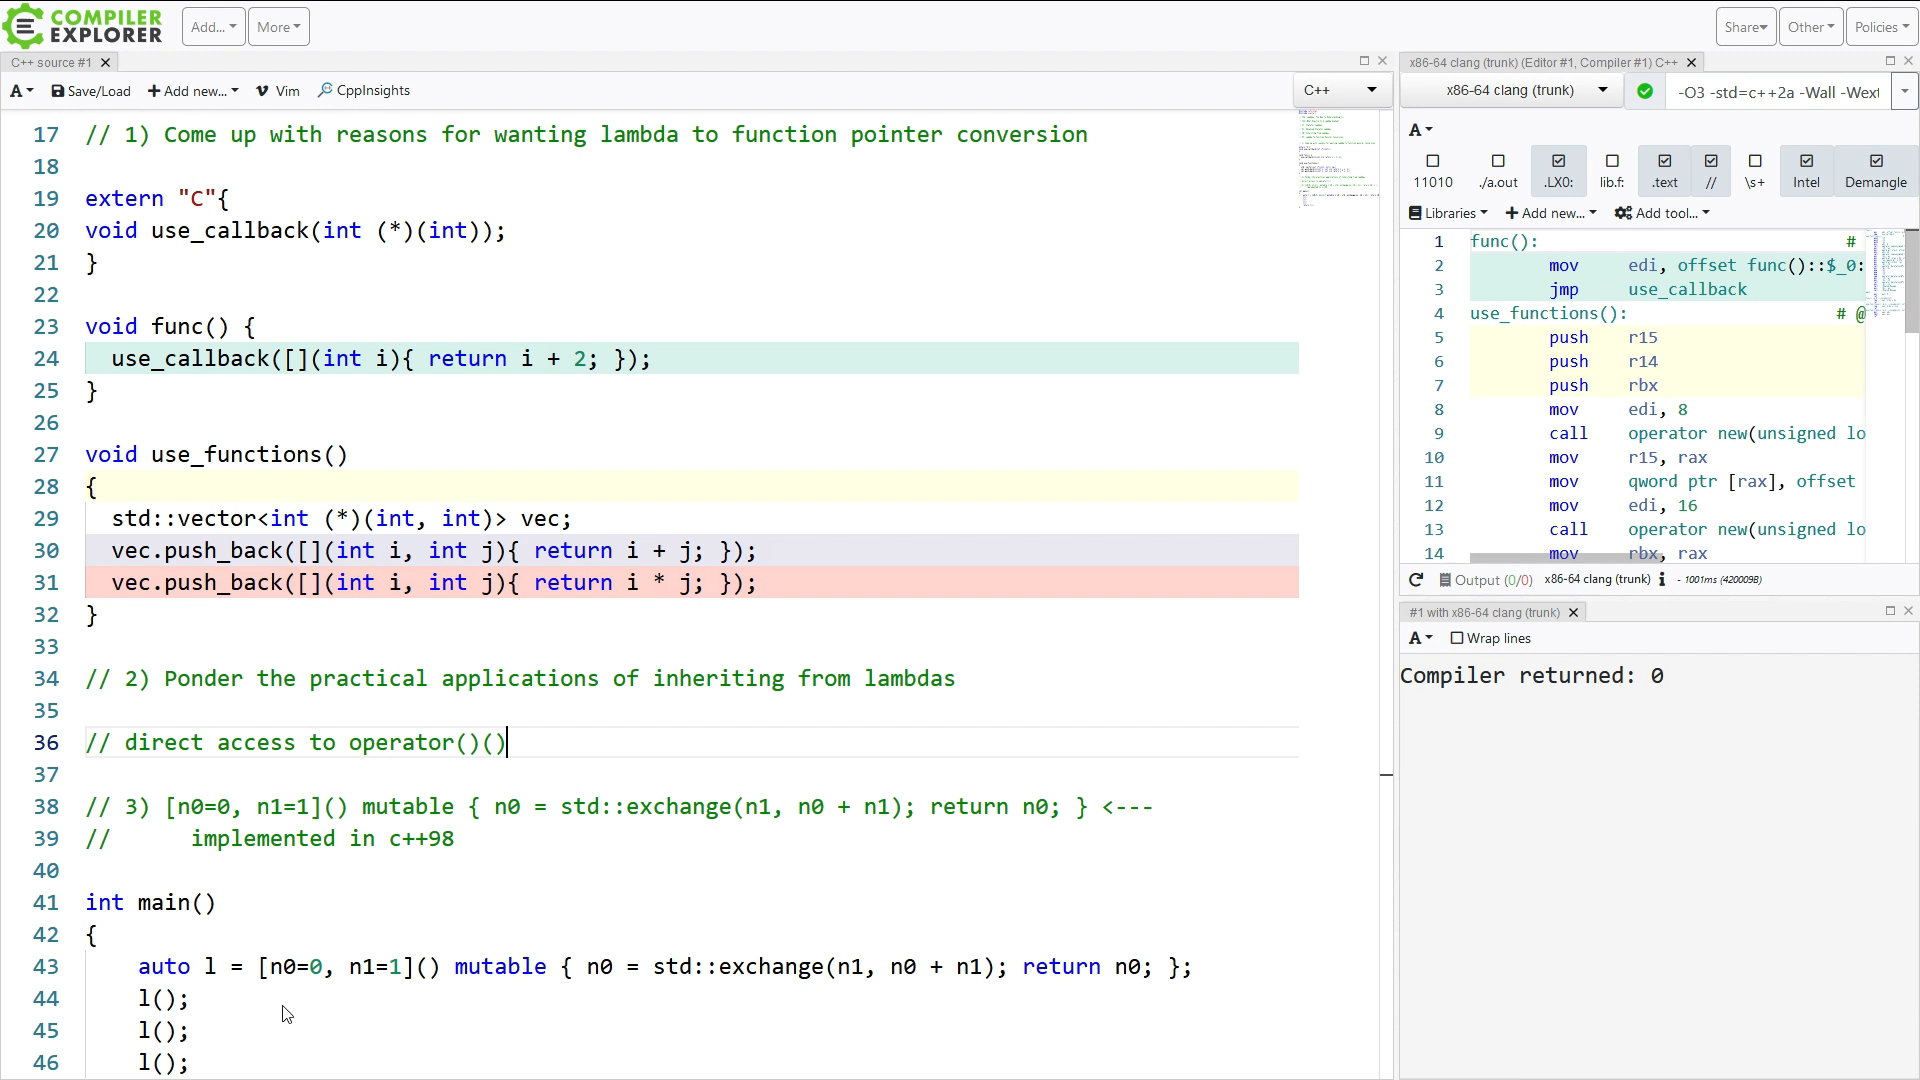 COMPILER EXPLORER Add... More Share Other Policies
C++ source #1
A Save/Load Add new... Vim CppInsights C++
17 // 1) Come up with reasons for wanting lambda to function pointer conversion
18
19 extern "C"{
20 void use_callback(int (*)(int));
21 }
22
23 void func() {
24 use_callback([](int i){ return i + 2; });
25 }
26
27 void use_functions()
28 {
29 std::vector<int (*)(int, int)> vec;
30 vec.push_back([](int i, int j){ return i + j; });
31 vec.push_back([](int i, int j){ return i * j; });
32 }
33
34 // 2) Ponder the practical applications of inheriting from lambdas
35
36 // direct access to operator()()
37
38 // 3) [n0=0, n1=1]() mutable { n0 = std::exchange(n1, n0 + n1); return n0; } <---
39 // implemented in c++98
40
41 int main()
42 {
43 auto l = [n0=0, n1=1]() mutable { n0 = std::exchange(n1, n0 + n1); return n0; };
44 l();
45 l();
46 l();
x86-64 clang (trunk) (Editor #1, Compiler #1) C++
x86-64 clang (trunk) -O3 -std=c++2a -Wall -Wext
A
11010 ./a.out .LX0: lib.f: .text // \s+ Intel Demangle
Libraries Add new... Add tool...
1 func(): #
2 mov edi, offset func()::$_0:
3 jmp use_callback
4 use_functions(): # @
5 push r15
6 push r14
7 push rbx
8 mov edi, 8
9 call operator new(unsigned lo
10 mov r15, rax
11 mov qword ptr [rax], offset
12 mov edi, 16
13 call operator new(unsigned lo
14 mov rbx, rax
Output (0/0) x86-64 clang (trunk) i - 1001ms (420009B)
#1 with x86-64 clang (trunk)
A Wrap lines
Compiler returned: 0